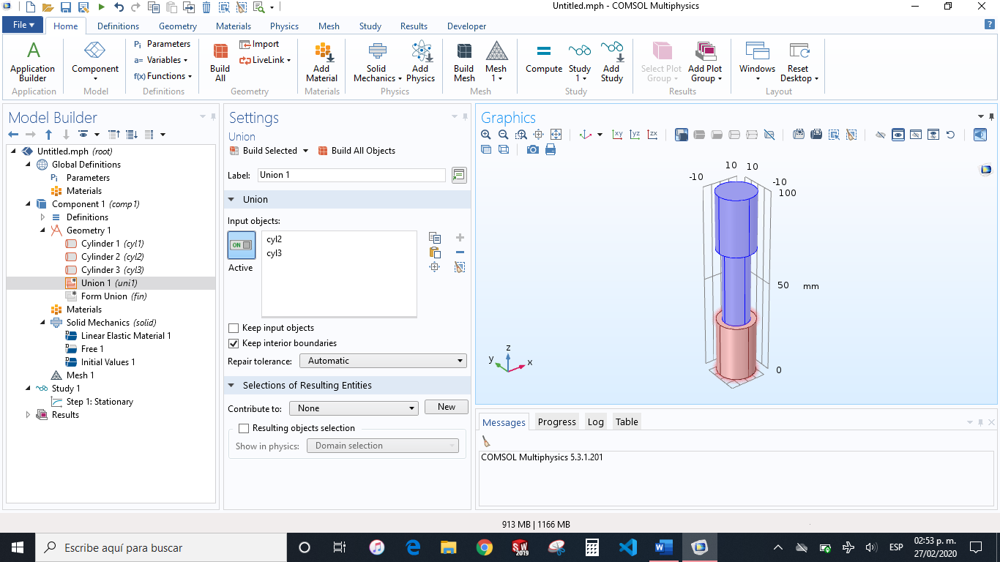 Untitled.mph - COMSOL Multiphysics
File Home Definitions Geometry Materials Physics Mesh Study Results Developer
Application Builder
Application
Component
Model
Pi Parameters
a= Variables
f(x) Functions
Definitions
Build All
Import
LiveLink
Geometry
Add Material
Materials
Solid Mechanics
Add Physics
Physics
Build Mesh
Mesh 1
Mesh
Compute
Study 1
Add Study
Study
Select Plot Group
Add Plot Group
Results
Windows
Reset Desktop
Layout
Model Builder
Untitled.mph (root)
Global Definitions
Pi Parameters
Materials
Component 1 (comp1)
Definitions
Geometry 1
Cylinder 1 (cyl1)
Cylinder 2 (cyl2)
Cylinder 3 (cyl3)
Union 1 (uni1)
Form Union (fin)
Materials
Solid Mechanics (solid)
Linear Elastic Material 1
Free 1
Initial Values 1
Mesh 1
Study 1
Step 1: Stationary
Results
Settings
Union
Build Selected
Build All Objects
Label: Union 1
Union
Input objects:
ON
Active
cyl2
cyl3
Keep input objects
Keep interior boundaries
Repair tolerance: Automatic
Selections of Resulting Entities
Contribute to: None New
Resulting objects selection
Show in physics: Domain selection
Graphics
xy yz zx
-10 10 10 -10
100
50 mm
0
z
y x
Messages Progress Log Table
COMSOL Multiphysics 5.3.1.201
913 MB | 1166 MB
Escribe aquí para buscar
SW 2019
W
ESP
02:53 p. m.
27/02/2020